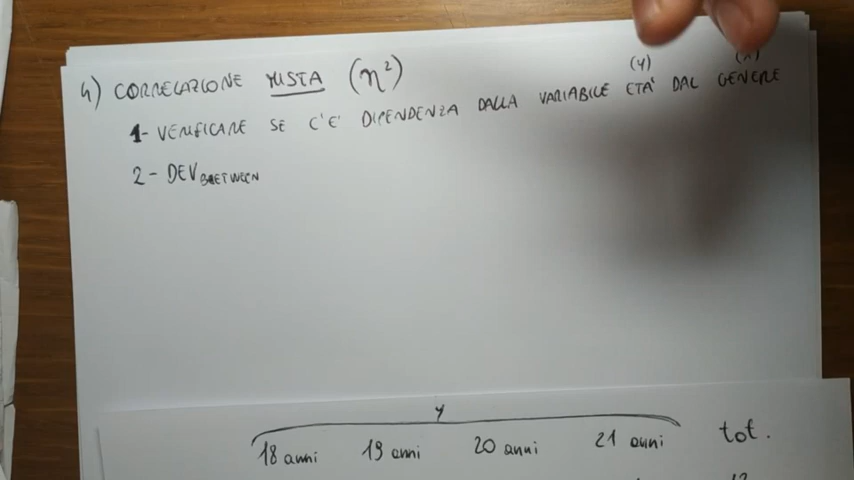 4) CORRELAZIONE MISTA (η²)
(Y) (X)
1- VERIFICARE SE C'E' DIPENDENZA DALLA VARIABILE ETA' DAL GENERE
2- DEV BETWEEN
Y
18 anni 19 anni 20 anni 21 anni tot.